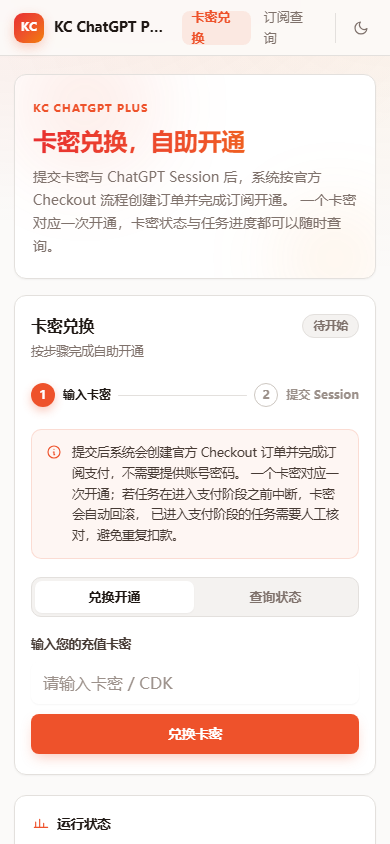 KC
KC ChatGPT P...
卡密兑
换
订阅查
询
KC CHATGPT PLUS
卡密兑换，自助开通
提交卡密与 ChatGPT Session 后，系统按官方
Checkout 流程创建订单并完成订阅开通。 一个卡密
对应一次开通，卡密状态与任务进度都可以随时查
询。
卡密兑换
待开始
按步骤完成自助开通
1 输入卡密
2 提交 Session
提交后系统会创建官方 Checkout 订单并完成订
阅支付，不需要提供账号密码。 一个卡密对应一
次开通；若任务在进入支付阶段之前中断，卡密
会自动回滚， 已进入支付阶段的任务需要人工核
对，避免重复扣款。
兑换开通
查询状态
输入您的充值卡密
请输入卡密 / CDK
兑换卡密
运行状态